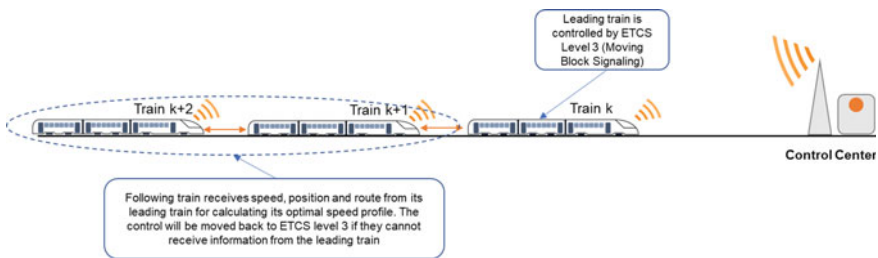 Leading train
is controlled by ETCS
Level 3 (Moving
Block Signaling)
Train k+2
Train k+1
Train k
Control Center
Following train receives speed, position and route from its
leading train for calculating its optimal speed profile. The
control will be moved back to ETCS level 3 if they cannot
receive information from the leading train